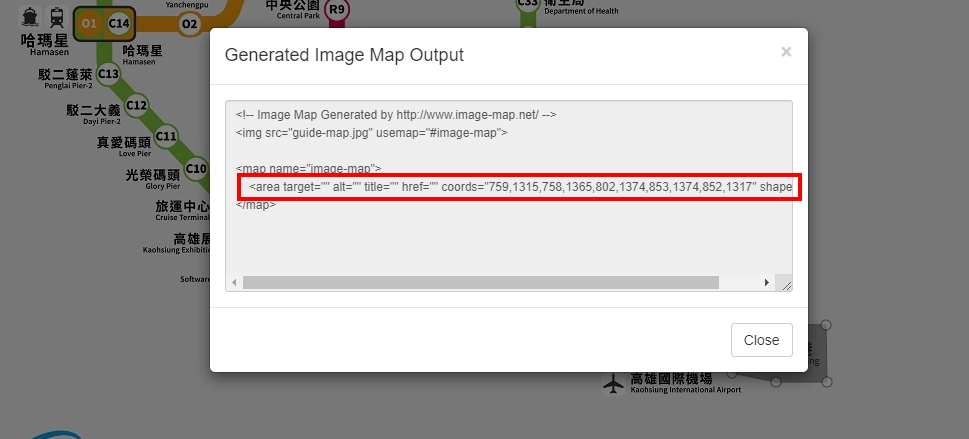 Yanchengpu
中央公園
Central Park
R9
C33
衛生局
Department of Health
O1
C14
O2
哈瑪星
Hamasen
哈瑪星
Hamasen
C13
駁二蓬萊
Penglai Pier-2
C12
駁二大義
Dayi Pier-2
C11
真愛碼頭
Love Pier
C10
光榮碼頭
Glory Pier
旅運中心
Cruise Terminal
高雄展
Kaohsiung Exhibitio
Software
Generated Image Map Output
×
<!-- Image Map Generated by http://www.image-map.net/ -->
<img src="guide-map.jpg" usemap="#image-map">
<map name="image-map">
<area target="" alt="" title="" href="" coords="759,1315,758,1365,802,1374,853,1374,852,1317" shape
</map>
Close
高雄國際機場
Kaohsiung International Airport